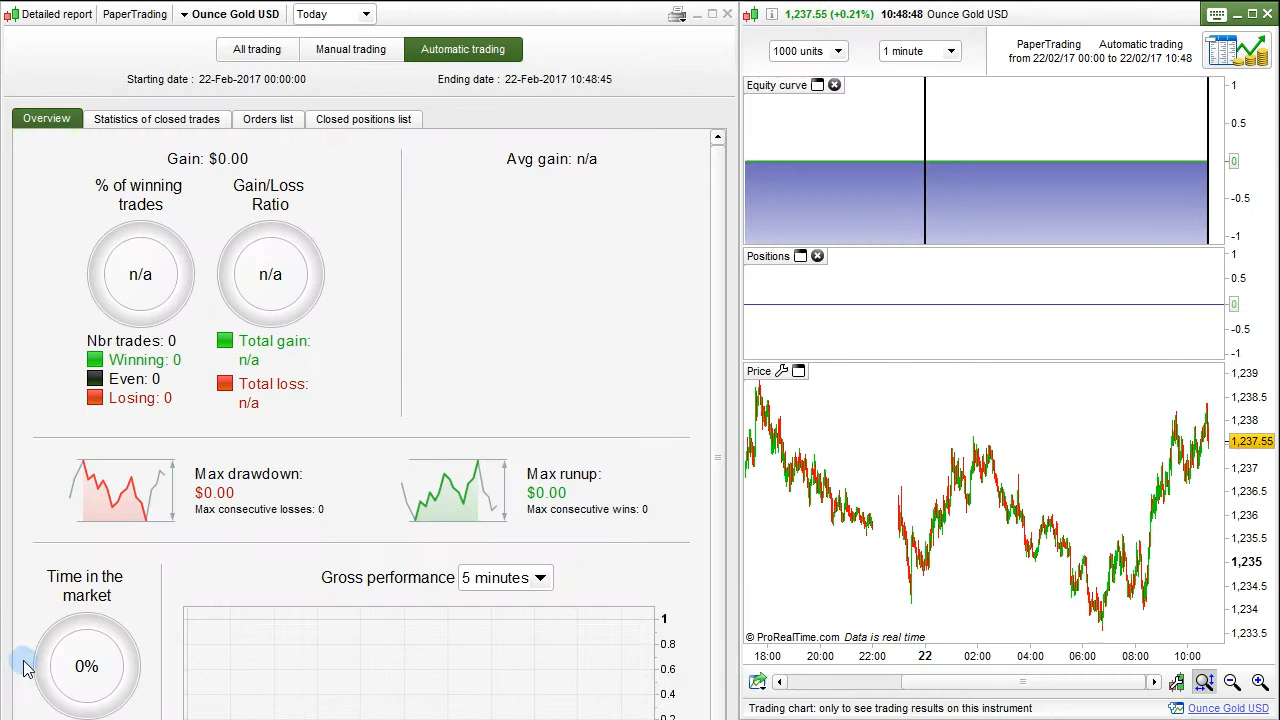 Detailed report
PaperTrading
Ounce Gold USD
Today
All trading
Manual trading
Automatic trading
Starting date : 22-Feb-2017 00:00:00
Ending date : 22-Feb-2017 10:48:45
Overview
Statistics of closed trades
Orders list
Closed positions list
Gain: $0.00
Avg gain: n/a
% of winning
trades
Gain/Loss
Ratio
n/a
n/a
Nbr trades: 0
Winning: 0
Even: 0
Losing: 0
Total gain:
n/a
Total loss:
n/a
Max drawdown:
$0.00
Max consecutive losses: 0
Max runup:
$0.00
Max consecutive wins: 0
Time in the
market
0%
Gross performance
5 minutes
1
0.8
0.6
0.4
1,237.55 (+0.21%)
10:48:48
Ounce Gold USD
1000 units
1 minute
PaperTrading Automatic trading
from 22/02/17 00:00 to 22/02/17 10:48
Equity curve
1
0.5
0
-0.5
-1
Positions
1
0.5
0
-0.5
-1
Price
1,239
1,238.5
1,238
1,237.55
1,237
1,236.5
1,236
1,235.5
1,235
1,234.5
1,234
1,233.5
© ProRealTime.com Data is real time
18:00
20:00
22:00
22
02:00
04:00
06:00
08:00
10:00
Trading chart: only to see trading results on this instrument
Ounce Gold USD